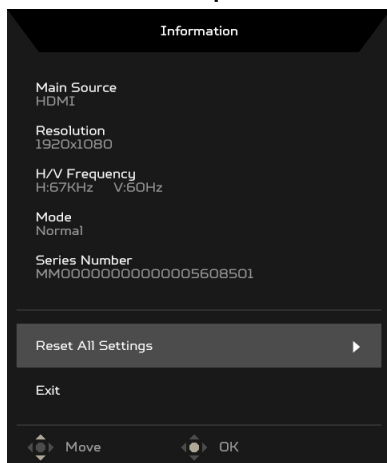 Information
Main Source
HDMI
Resolution
1920x1080
H/V Frequency
H:67KHz V:60Hz
Mode
Normal
Series Number
MM00000000000005608501
Reset All Settings
Exit
Move OK